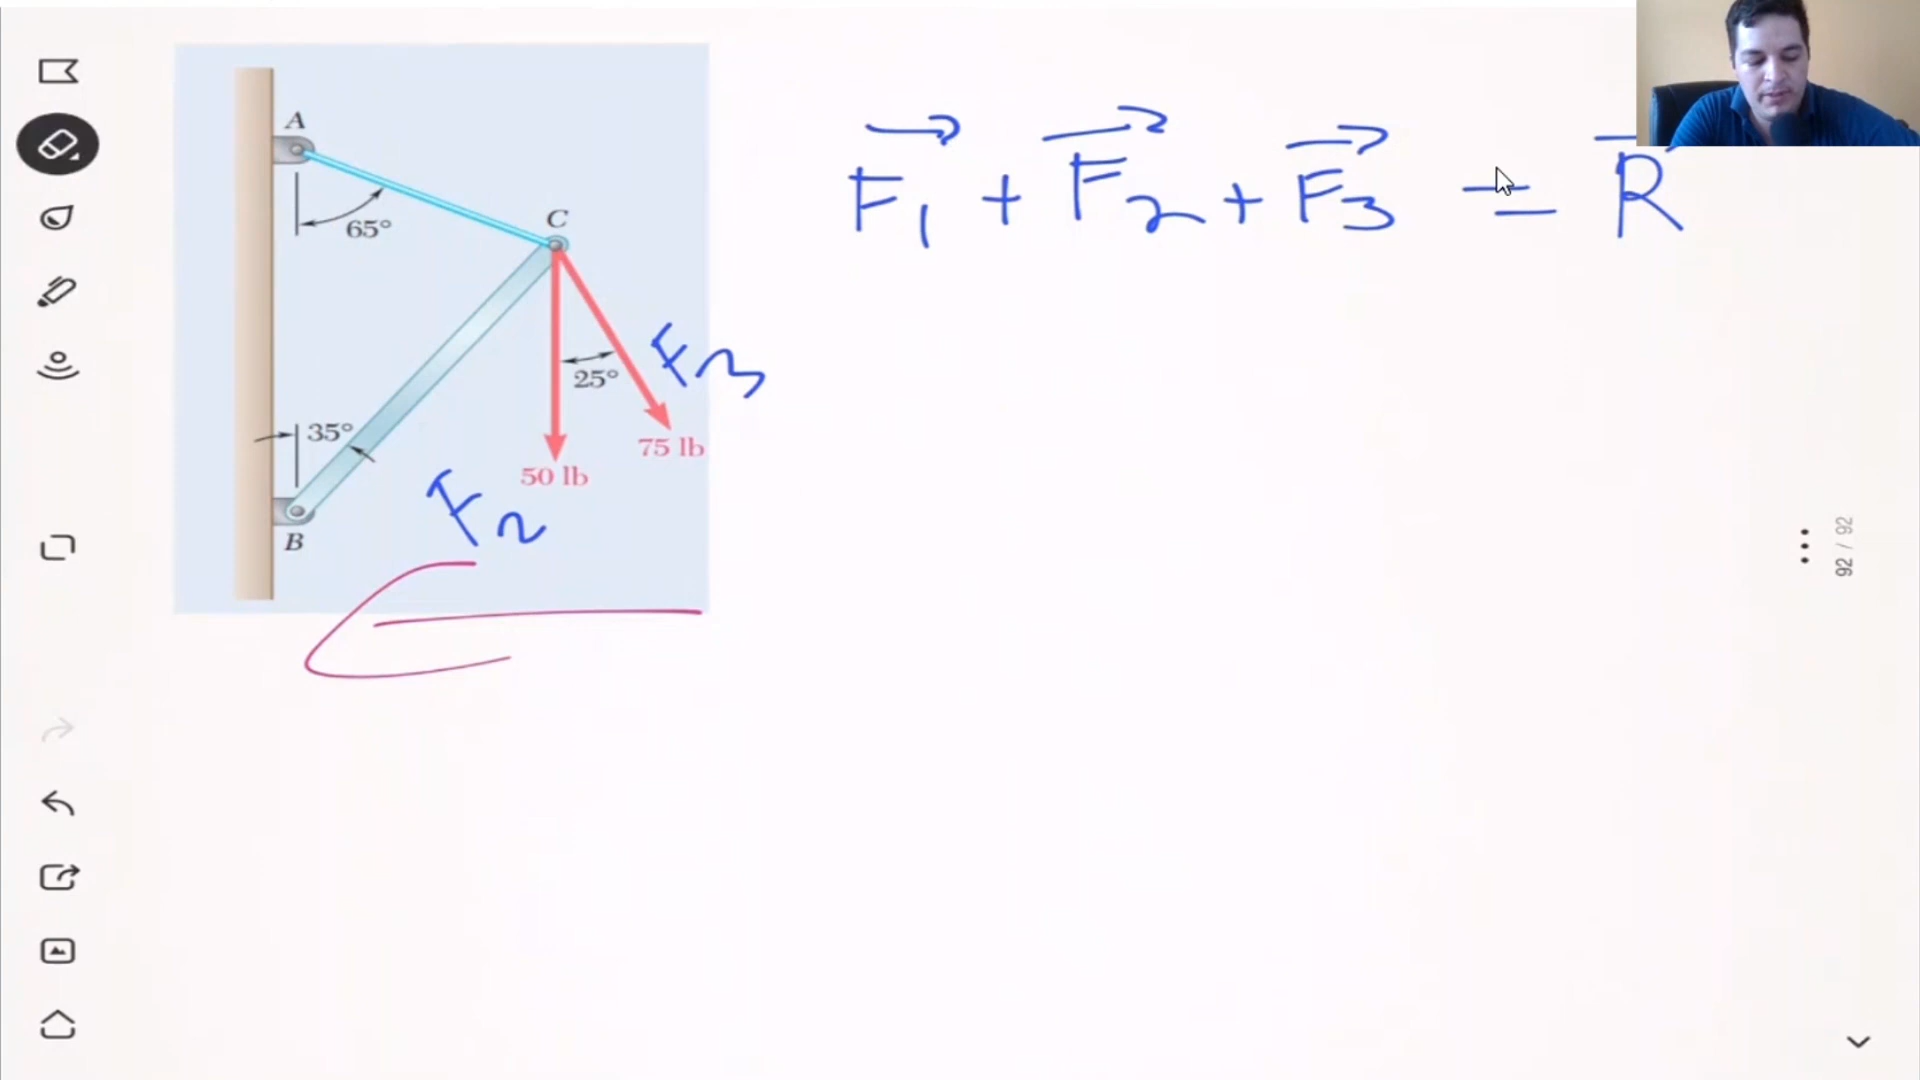 A
65°
C
F1 + F2 + F3 = R
F3
25°
75 lb
35°
50 lb
F2
B
92 / 92